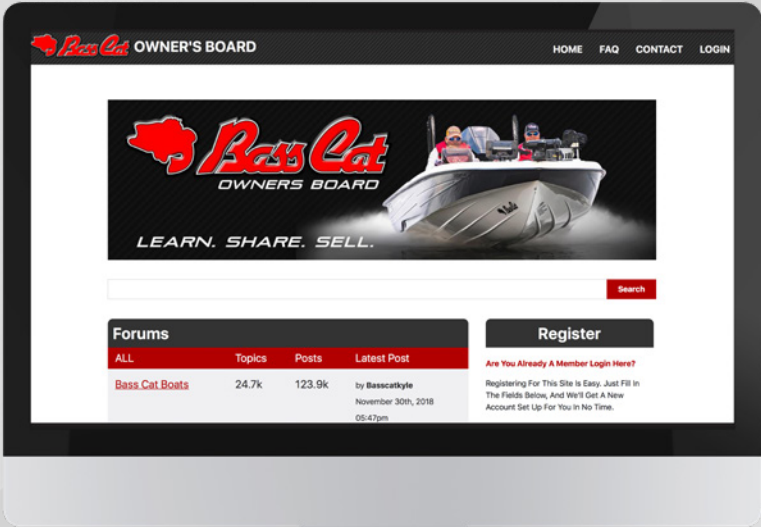 Bass Cat OWNER'S BOARD
HOME FAQ CONTACT LOGIN
Bass Cat
OWNERS BOARD
LEARN. SHARE. SELL.
Search
Forums
ALL Topics Posts Latest Post
Bass Cat Boats 24.7k 123.9k by Basscatkyle
November 30th, 2018
05:47pm
Register
Are You Already A Member Login Here?
Registering For This Site Is Easy. Just Fill In
The Fields Below, And We'll Get A New
Account Set Up For You In No Time.